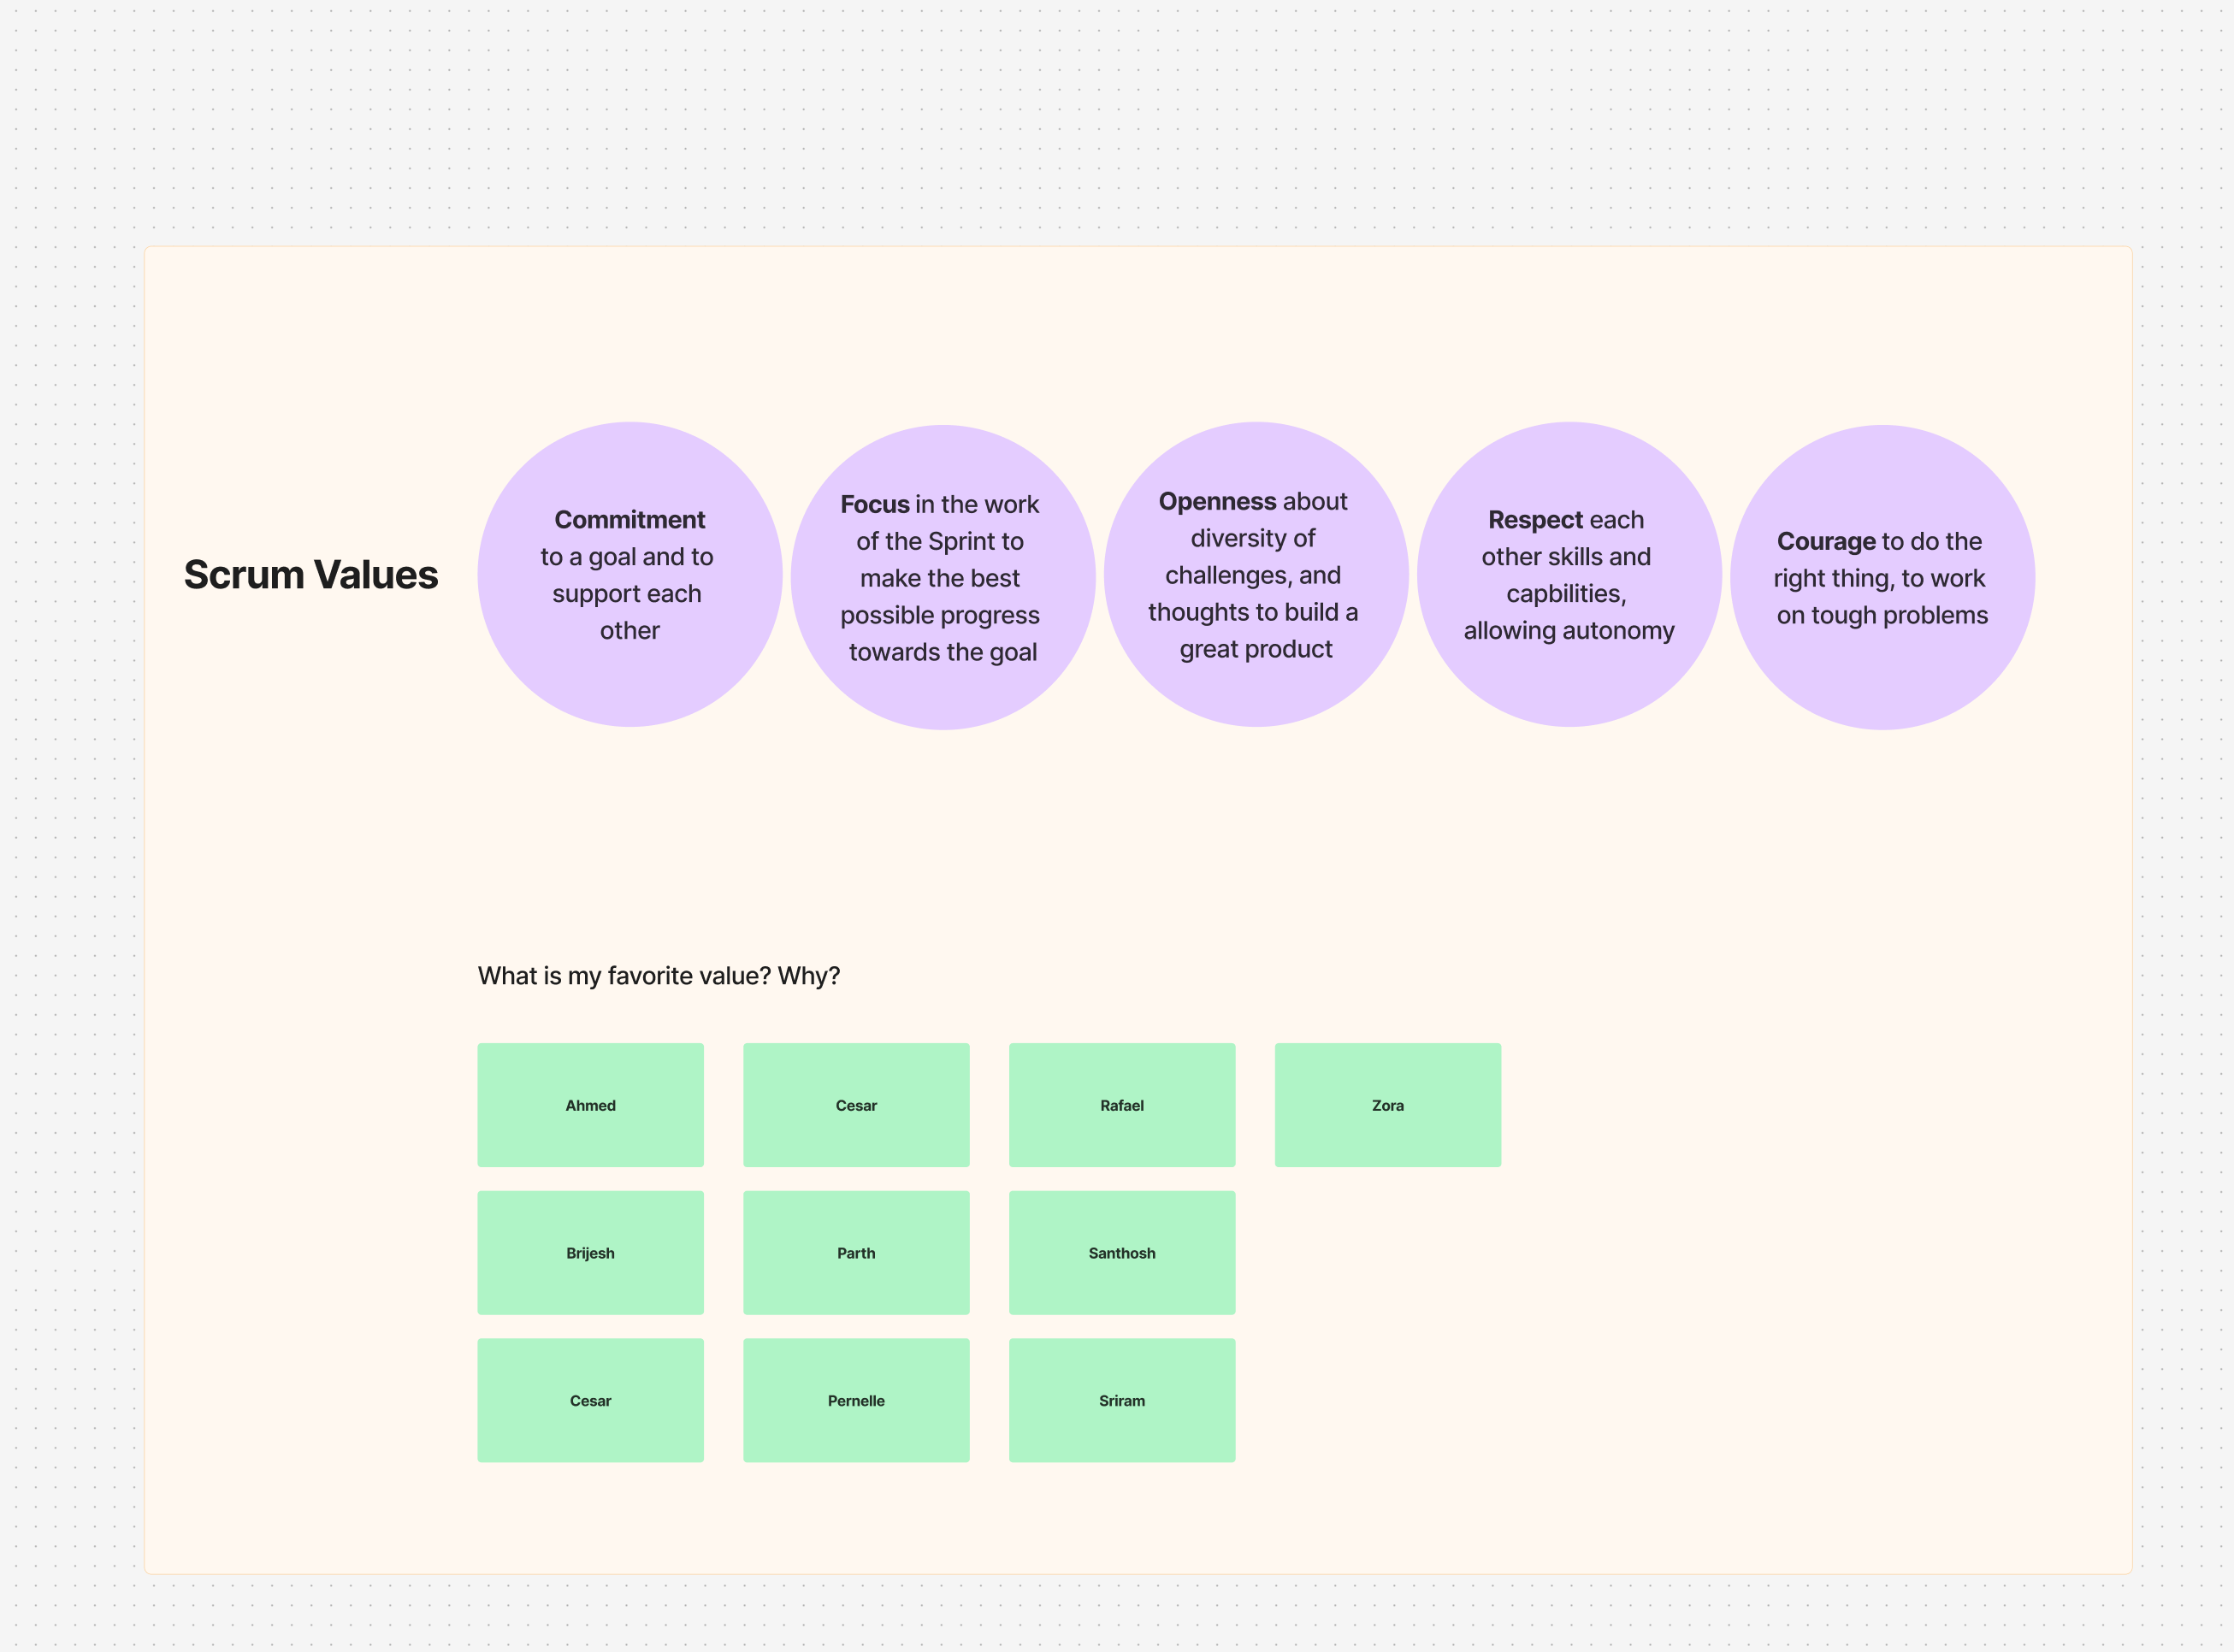 Scrum Values
Commitment
to a goal and to
support each
other
Focus in the work
of the Sprint to
make the best
possible progress
towards the goal
Openness about
diversity of
challenges, and
thoughts to build a
great product
Respect each
other skills and
capbilities,
allowing autonomy
Courage to do the
right thing, to work
on tough problems
What is my favorite value? Why?
Ahmed
Cesar
Rafael
Zora
Brijesh
Parth
Santhosh
Cesar
Pernelle
Sriram